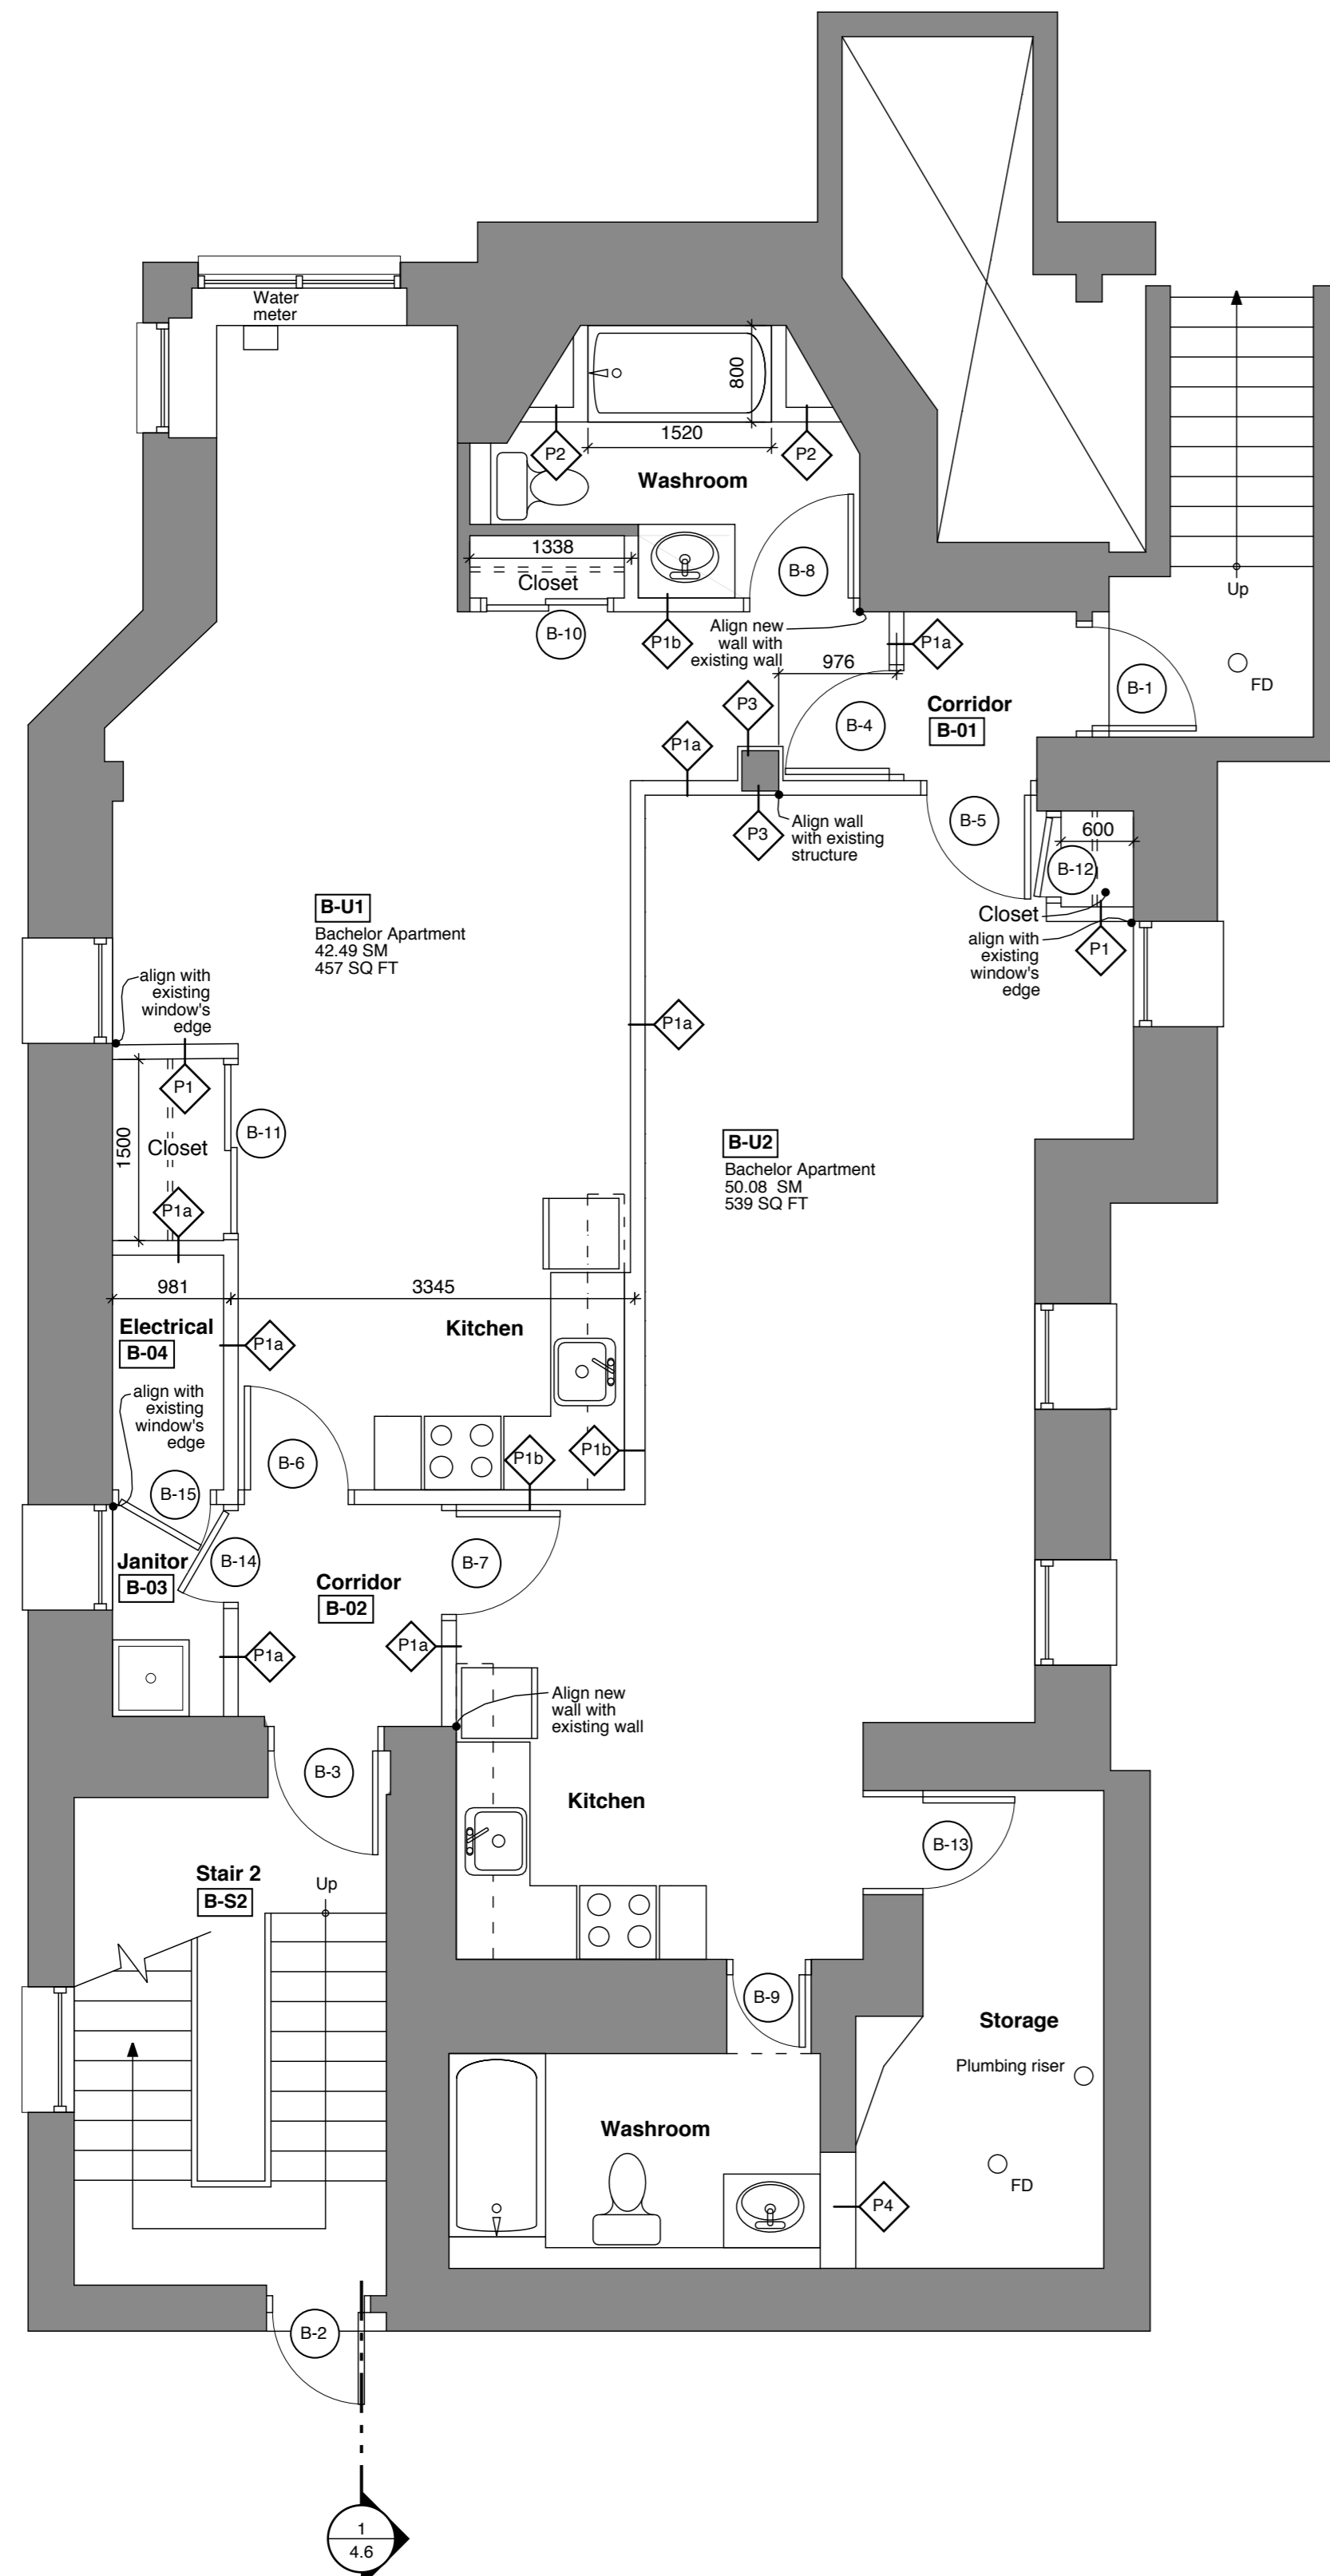 Water
meter
800
1520
P2
P2
Washroom
1338
Closet
B-8
B-10
P1b
Align new
wall with
existing wall
976
P1a
Up
FD
B-1
Corridor
B-01
B-4
P3
P1a
B-5
P3
Align wall
with existing
structure
600
B-12
Closet
align with
existing
window's
edge
P1
B-U1
Bachelor Apartment
42.49 SM
457 SQ FT
align with
existing
window's
edge
P1a
P1
1500
Closet
B-11
P1a
B-U2
Bachelor Apartment
50.08 SM
539 SQ FT
981
3345
Electrical
B-04
P1a
Kitchen
align with
existing
window's
edge
B-15
B-6
P1b
P1b
Janitor
B-03
B-14
Corridor
B-02
B-7
P1a
P1a
Align new
wall with
existing wall
B-3
Kitchen
B-13
Stair 2
B-S2
Up
B-9
Storage
Plumbing riser
Washroom
FD
P4
B-2
1
4.6